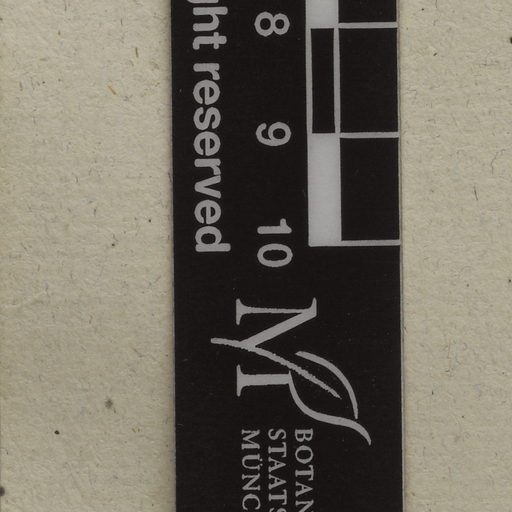 ght reserved
8
9
10
M
BOTAN
STAATS
MÜNC